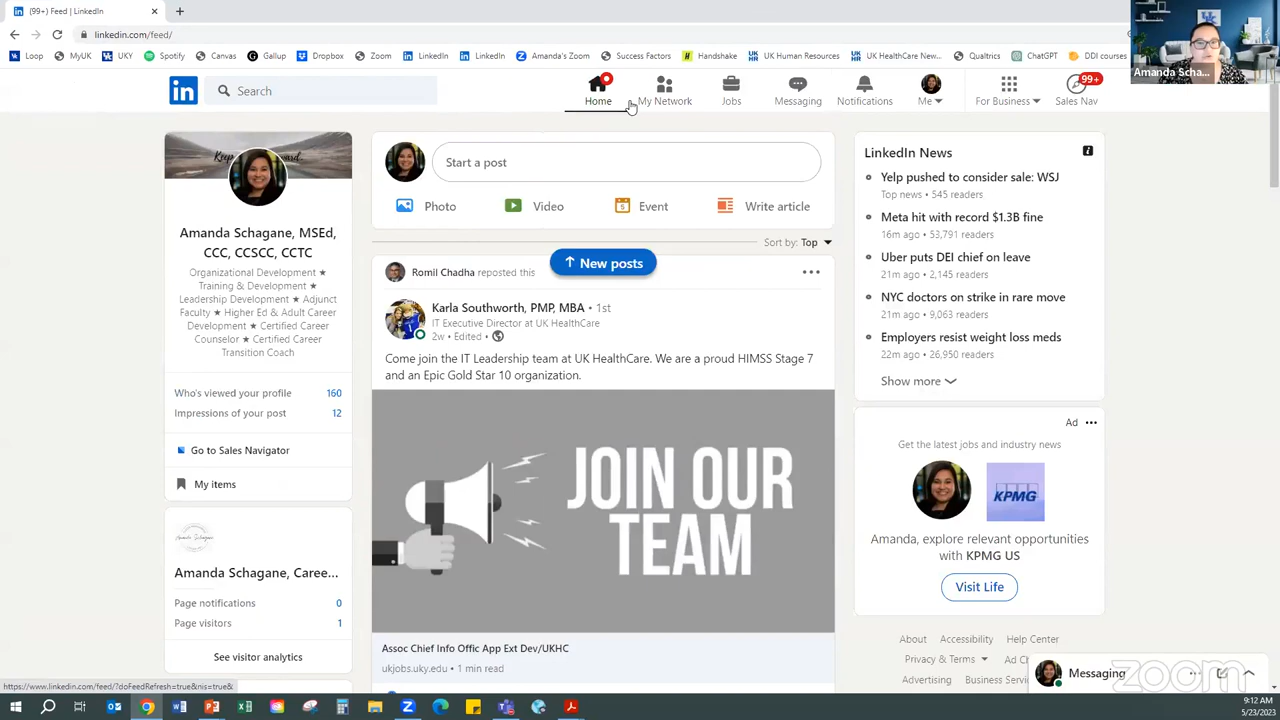 (99+) Feed | LinkedIn
linkedin.com/feed/
Loop MyUK UKY Spotify Canvas Gallup Dropbox Zoom LinkedIn LinkedIn Amanda's Zoom Success Factors Handshake UK Human Resources UK HealthCare New... Qualtrics ChatGPT DDI courses
Amanda Scha...
in Search
Home My Network Jobs Messaging Notifications Me For Business Sales Nav
99+
Keep
Amanda Schagane, MSEd,
CCC, CCSCC, CCTC
Organizational Development ★
Training & Development ★
Leadership Development ★ Adjunct
Faculty ★ Higher Ed & Adult Career
Development ★ Certified Career
Counselor ★ Certified Career
Transition Coach
Who's viewed your profile 160
Impressions of your post 12
Go to Sales Navigator
My items
Amanda Schagane
Amanda Schagane, Caree...
Page notifications 0
Page visitors 1
See visitor analytics
Start a post
Photo Video Event Write article
Sort by: Top
↑ New posts
Romil Chadha reposted this
Karla Southworth, PMP, MBA • 1st
IT Executive Director at UK HealthCare
2w • Edited •
Come join the IT Leadership team at UK HealthCare. We are a proud HIMSS Stage 7
and an Epic Gold Star 10 organization.
JOIN OUR
TEAM
Assoc Chief Info Offic App Ext Dev/UKHC
ukjobs.uky.edu • 1 min read
LinkedIn News
Yelp pushed to consider sale: WSJ
Top news • 545 readers
Meta hit with record $1.3B fine
16m ago • 53,791 readers
Uber puts DEI chief on leave
21m ago • 2,145 readers
NYC doctors on strike in rare move
21m ago • 9,063 readers
Employers resist weight loss meds
22m ago • 26,950 readers
Show more
Ad •••
Get the latest jobs and industry news
KPMG
Amanda, explore relevant opportunities
with KPMG US
Visit Life
About Accessibility Help Center
Privacy & Terms Ad Ch
Advertising Business Servi
Messaging
zoom
https://www.linkedin.com/feed/?doFeedRefresh=true&nis=true&
9:12 AM
5/23/2023